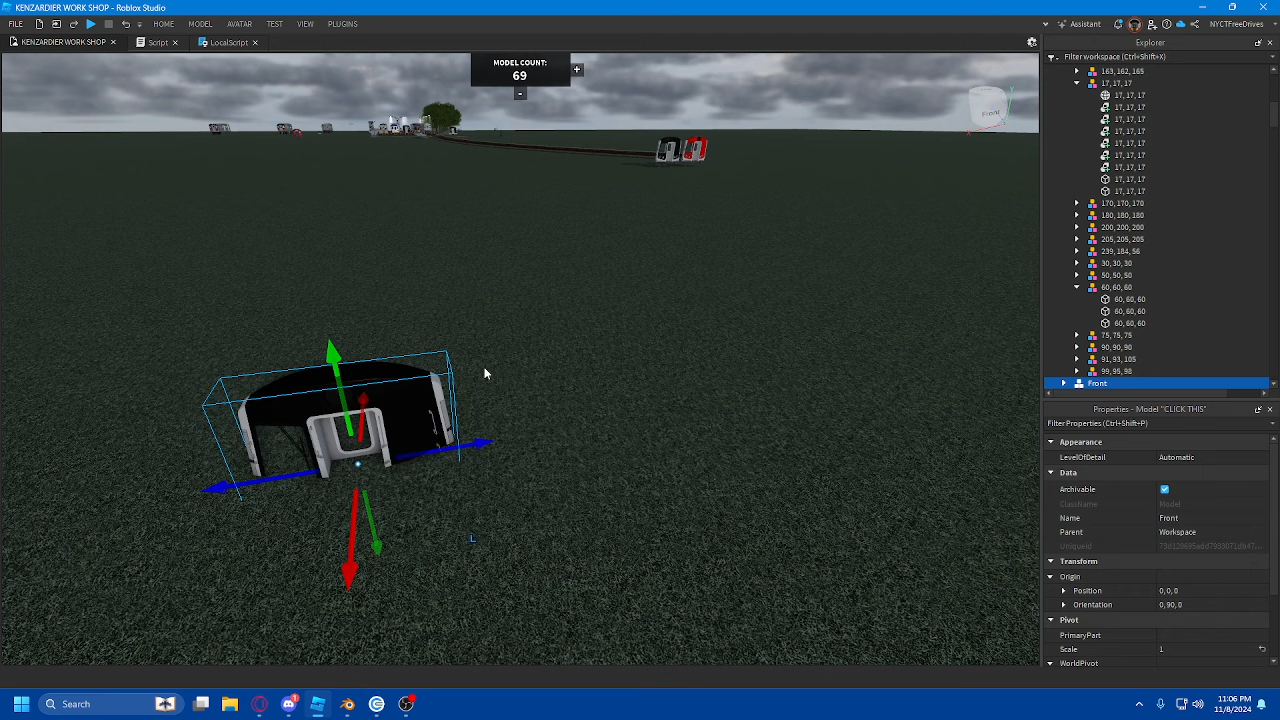 KENZARDIER WORK SHOP - Roblox Studio
FILE HOME MODEL AVATAR TEST VIEW PLUGINS Assistant NYCTFreeDrives
KENZARDIER WORK SHOP Script LocalScript Explorer
MODEL COUNT:
69
+
-
Front
Filter workspace (Ctrl+Shift+X)
163, 162, 165
17, 17, 17
17, 17, 17
17, 17, 17
17, 17, 17
17, 17, 17
17, 17, 17
17, 17, 17
17, 17, 17
17, 17, 17
17, 17, 17
170, 170, 170
180, 180, 180
200, 200, 200
205, 205, 205
239, 184, 56
30, 30, 30
50, 50, 50
60, 60, 60
60, 60, 60
60, 60, 60
60, 60, 60
75, 75, 75
90, 90, 90
91, 93, 105
99, 95, 98
Front
Properties - Model "CLICK THIS"
Filter Properties (Ctrl+Shift+P)
Appearance
LevelOfDetail Automatic
Data
Archivable
ClassName Model
Name Front
Parent Workspace
UniqueId
Transform
Origin
Position 0,0,0
Orientation 0,90,0
Pivot
PrimaryPart
Scale 1
WorldPivot
L
Search
1
11:06 PM
11/8/2024